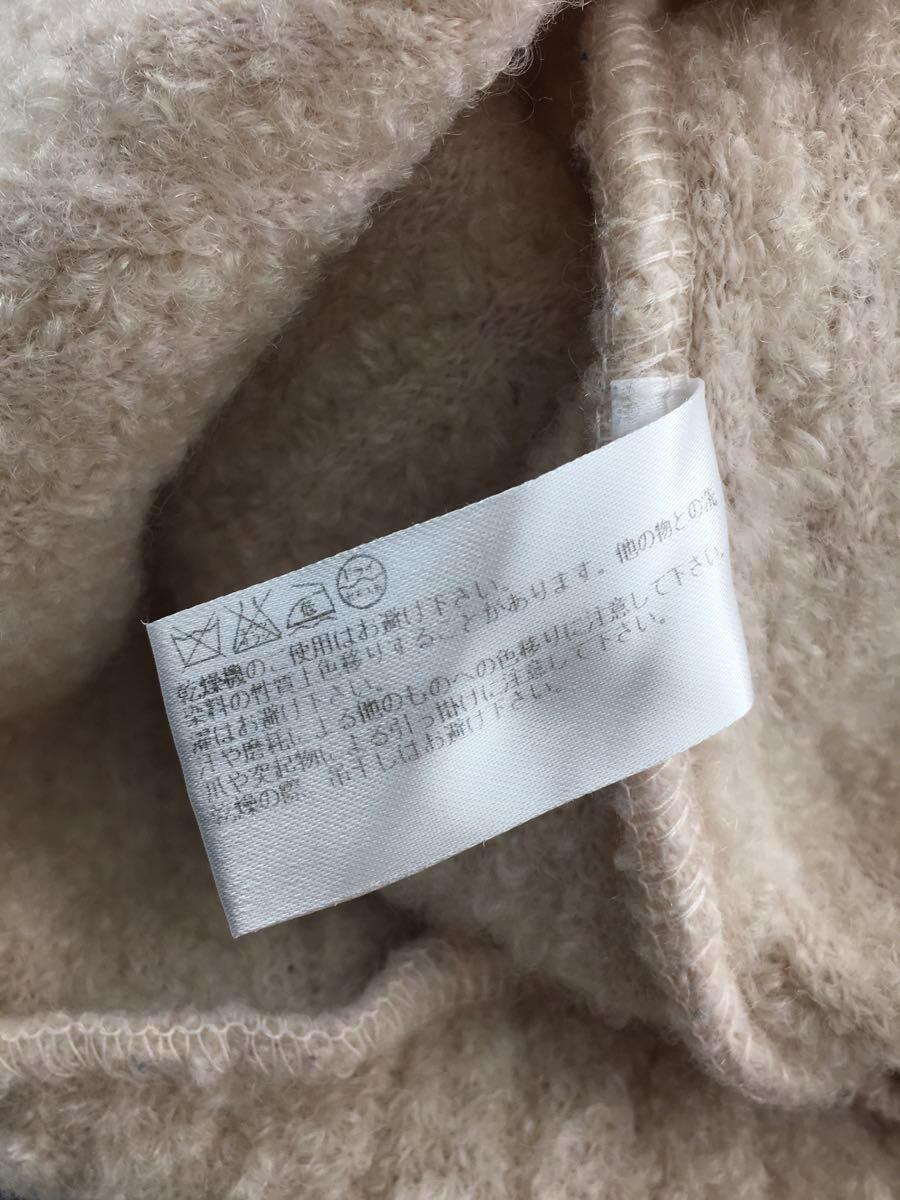 低
乾燥機のご使用はお避け下さい。
染料の性質上色移りすることがあります。他の物との洗
濯はお避け下さい。
汗や摩擦による他のものへの色移りに注意して下さい。
爪や突起物による引っ掛けに注意して下さい。
乾燥の際 吊干しはお避け下さい。